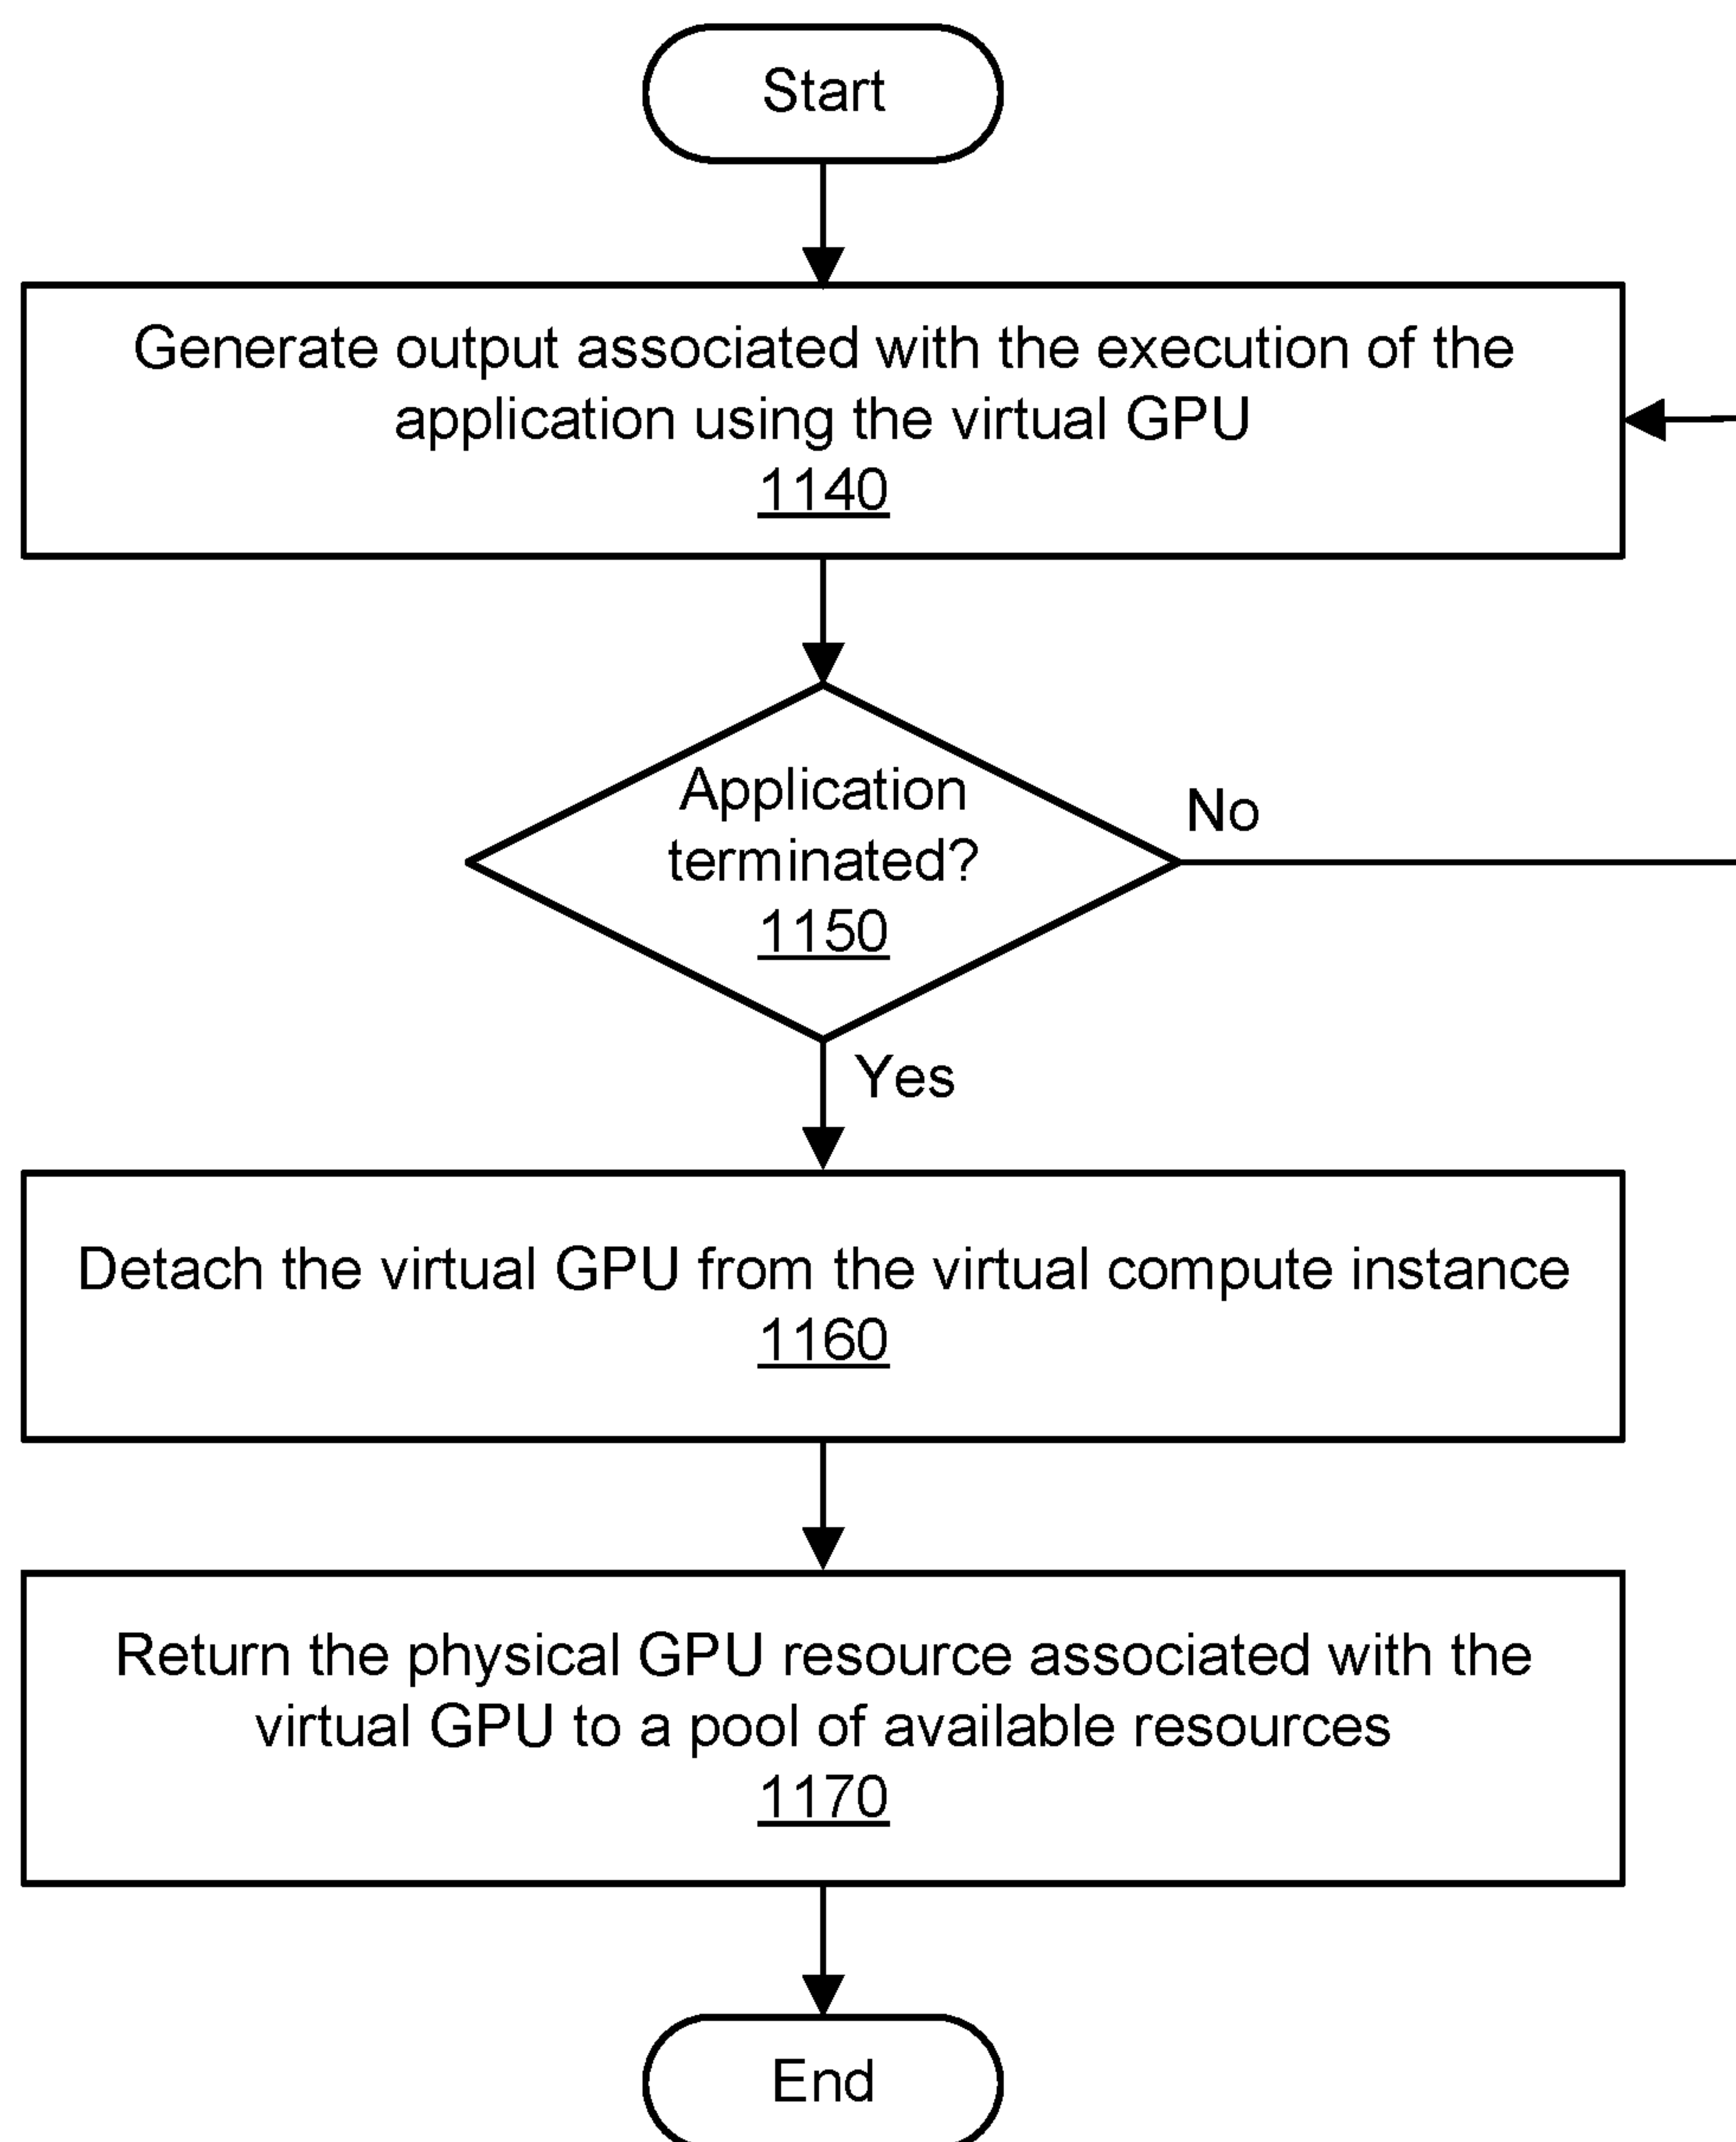 Start
Generate output associated with the execution of the
application using the virtual GPU
1140
Application
terminated?
1150
No
Yes
Detach the virtual GPU from the virtual compute instance
1160
Return the physical GPU resource associated with the
virtual GPU to a pool of available resources
1170
End